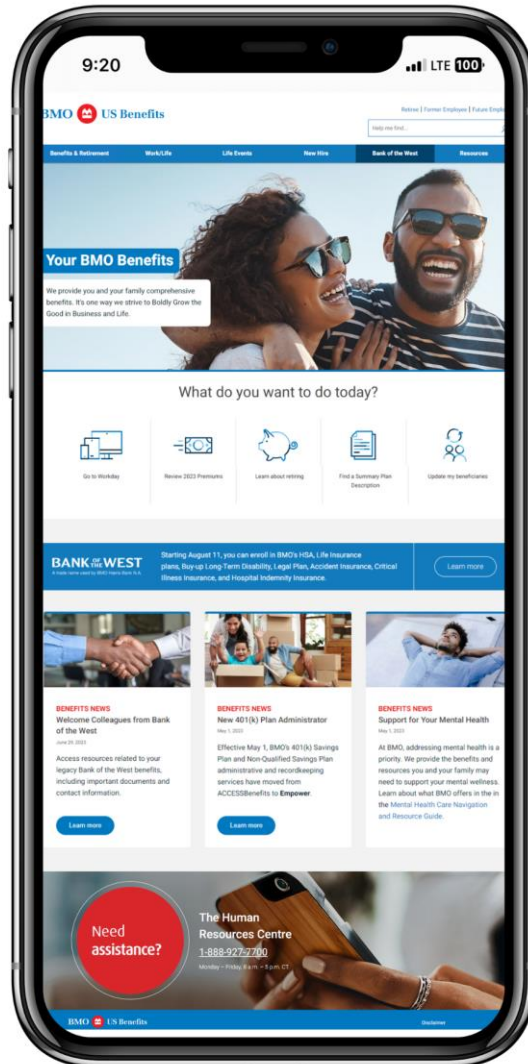 9:20
LTE 100
BMO US Benefits
Retiree | Former Employee | Future Emplo
Help me find...
Benefits & Retirement Work/Life Life Events New Hire Bank of the West Resources
Your BMO Benefits
We provide you and your family comprehensive
benefits. It's one way we strive to Boldly Grow the
Good in Business and Life.
What do you want to do today?
Go to Workday
Review 2023 Premiums
Learn about retiring
Find a Summary Plan
Description
Update my beneficiaries
BANK OF THE WEST
A trade name used by BMO Harris Bank N.A.
Starting August 11, you can enroll in BMO's HSA, Life Insurance
plans, Buy-up Long-Term Disability, Legal Plan, Accident Insurance, Critical
Illness Insurance, and Hospital Indemnity Insurance.
Learn more
BENEFITS NEWS
Welcome Colleagues from Bank
of the West
June 29, 2023
Access resources related to your
legacy Bank of the West benefits,
including important documents and
contact information.
Learn more
BENEFITS NEWS
New 401(k) Plan Administrator
May 1, 2023
Effective May 1, BMO's 401(k) Savings
Plan and Non-Qualified Savings Plan
administrative and recordkeeping
services have moved from
ACCESSBenefits to Empower.
Learn more
BENEFITS NEWS
Support for Your Mental Health
May 1, 2023
At BMO, addressing mental health is a
priority. We provide the benefits and
resources you and your family may
need to support your mental wellness.
Learn about what BMO offers in the in
the Mental Health Care Navigation
and Resource Guide.
Need
assistance?
The Human
Resources Centre
1-888-927-7700
Monday – Friday, 8 a.m. – 5 p.m. CT
BMO US Benefits
Disclaimer